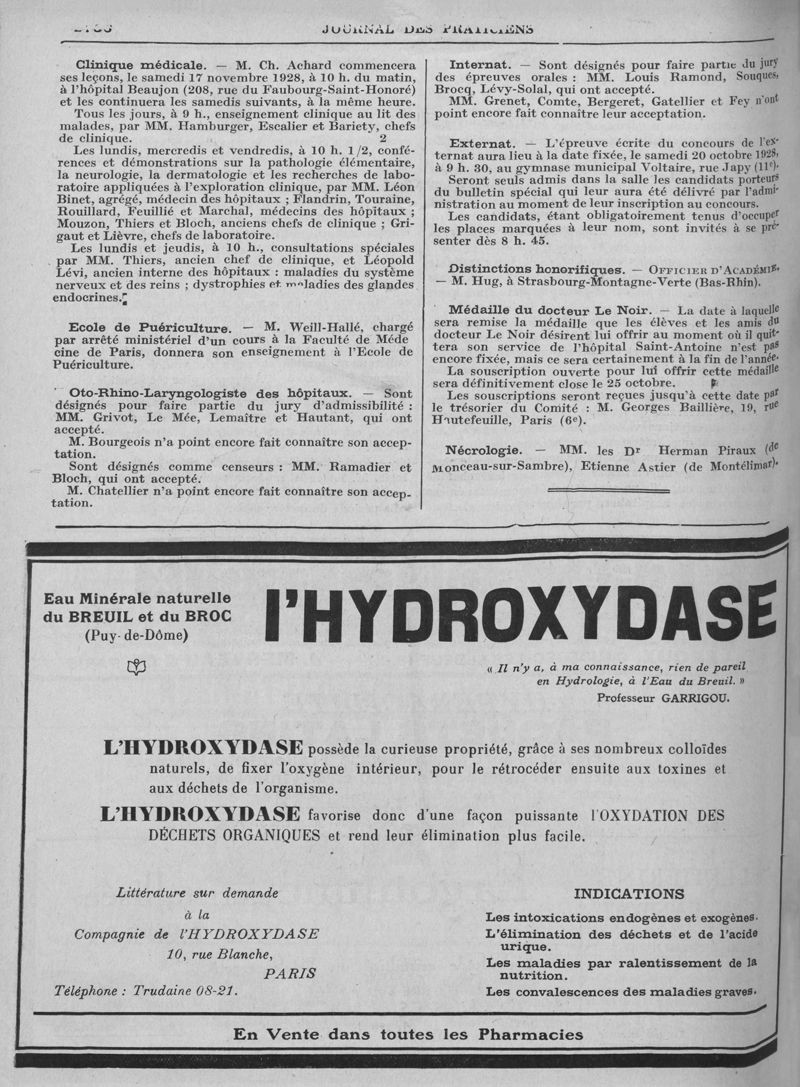 JOURNAL DES PRATICIENS
Clinique médicale. — M. Ch. Achard commencera
ses leçons, le samedi 17 novembre 1928, à 10 h. du matin,
à l'hôpital Beaujon (208, rue du Faubourg-Saint-Honoré)
et les continuera les samedis suivants, à la même heure.
Tous les jours, à 9 h., enseignement clinique au lit des
malades, par MM. Hamburger, Escalier et Bariety, chefs
de clinique. 2
Les lundis, mercredis et vendredis, à 10 h. 1/2, confé-
rences et démonstrations sur la pathologie élémentaire,
la neurologie, la dermatologie et les recherches de labo-
ratoire appliquées à l'exploration clinique, par MM. Léon
Binet, agrégé, médecin des hôpitaux ; Flandrin, Touraine,
Rouillard, Feuillié et Marchal, médecins des hôpitaux ;
Mouzon, Thiers et Bloch, anciens chefs de clinique ; Gri-
gaut et Lièvre, chefs de laboratoire.
Les lundis et jeudis, à 10 h., consultations spéciales
par MM. Thiers, ancien chef de clinique, et Léopold
Lévi, ancien interne des hôpitaux : maladies du système
nerveux et des reins ; dystrophies et maladies des glandes
endocrines.
Ecole de Puériculture. — M. Weill-Hallé, chargé
par arrêté ministériel d'un cours à la Faculté de Méde
cine de Paris, donnera son enseignement à l'Ecole de
Puériculture.
Oto-Rhino-Laryngologiste des hôpitaux. — Sont
désignés pour faire partie du jury d'admissibilité :
MM. Grivot, Le Mée, Lemaître et Hautant, qui ont
accepté.
M. Bourgeois n'a point encore fait connaître son accep-
tation.
Sont désignés comme censeurs : MM. Ramadier et
Bloch, qui ont accepté.
M. Chatellier n'a point encore fait connaître son accep-
tation.
Internat. — Sont désignés pour faire partie du jury
des épreuves orales : MM. Louis Ramond, Souques,
Brocq, Lévy-Solal, qui ont accepté.
MM. Grenet, Comte, Bergeret, Gatellier et Fey n'ont
point encore fait connaître leur acceptation.
Externat. — L'épreuve écrite du concours de l'ex-
ternat aura lieu à la date fixée, le samedi 20 octobre 1928,
à 9 h. 30, au gymnase municipal Voltaire, rue Japy (11e).
Seront seuls admis dans la salle les candidats porteurs
du bulletin spécial qui leur aura été délivré par l'admi-
nistration au moment de leur inscription au concours.
Les candidats, étant obligatoirement tenus d'occuper
les places marquées à leur nom, sont invités à se pré-
senter dès 8 h. 45.
Distinctions honorifiques. — OFFICIER D'ACADÉMIE.
— M. Hug, à Strasbourg-Montagne-Verte (Bas-Rhin).
Médaille du docteur Le Noir. — La date à laquelle
sera remise la médaille que les élèves et les amis du
docteur Le Noir désirent lui offrir au moment où il quit-
tera son service de l'hôpital Saint-Antoine n'est pas
encore fixée, mais ce sera certainement à la fin de l'année.
La souscription ouverte pour lui offrir cette médaille
sera définitivement close le 25 octobre.
Les souscriptions seront reçues jusqu'à cette date par
le trésorier du Comité : M. Georges Baillière, 19, rue
Hautefeuille, Paris (6e).
Nécrologie. — MM. les Dr Herman Piraux (de
Monceau-sur-Sambre), Etienne Astier (de Montélimar).
Eau Minérale naturelle
du BREUIL et du BROC
(Puy-de-Dôme)
l'HYDROXYDASE
« Il n'y a, à ma connaissance, rien de pareil
en Hydrologie, à l'Eau du Breuil. »
Professeur GARRIGOU.
L'HYDROXYDASE possède la curieuse propriété, grâce à ses nombreux colloïdes
naturels, de fixer l'oxygène intérieur, pour le rétrocéder ensuite aux toxines et
aux déchets de l'organisme.
L'HYDROXYDASE favorise donc d'une façon puissante l'OXYDATION DES
DÉCHETS ORGANIQUES et rend leur élimination plus facile.
Littérature sur demande
à la
Compagnie de l'HYDROXYDASE
10, rue Blanche,
PARIS
Téléphone : Trudaine 08-21.
INDICATIONS
Les intoxications endogènes et exogènes.
L'élimination des déchets et de l'acide
urique.
Les maladies par ralentissement de la
nutrition.
Les convalescences des maladies graves.
En Vente dans toutes les Pharmacies